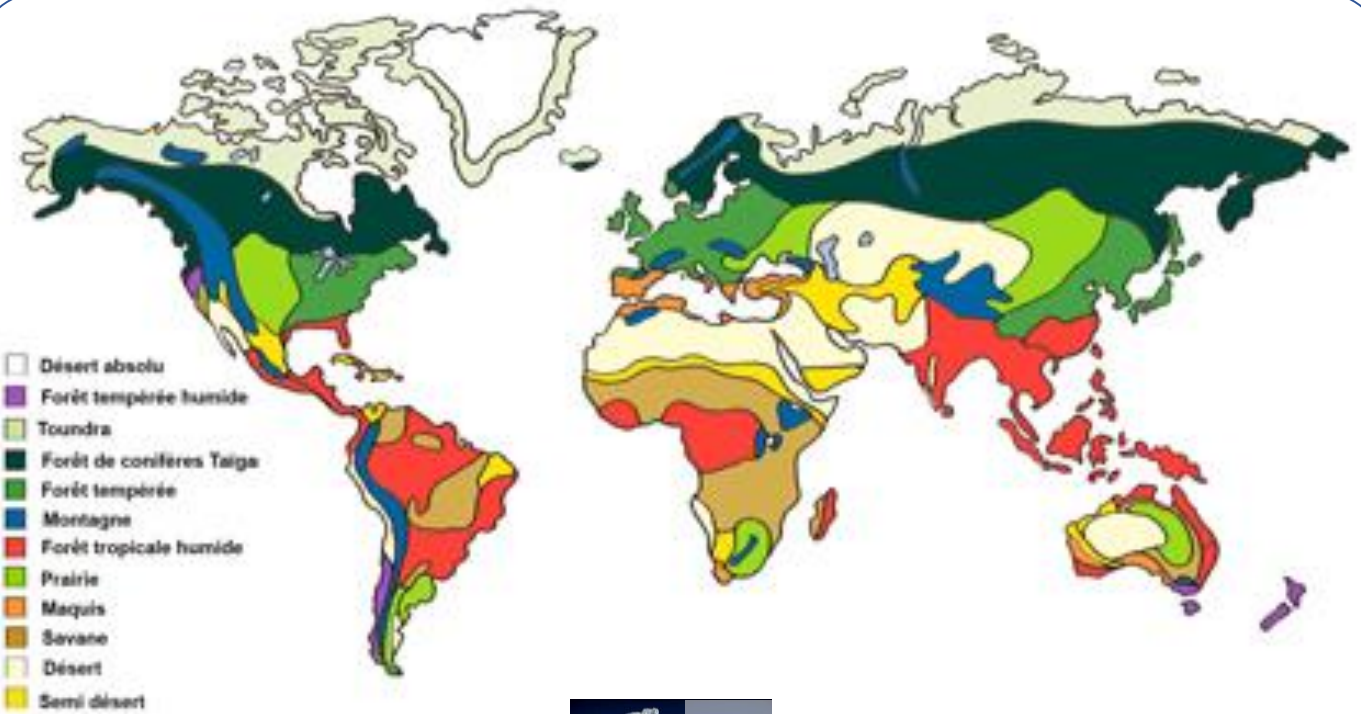 Désert absolu
Forêt tempérée humide
Toundra
Forêt de conifères Taïga
Forêt tempérée
Montagne
Forêt tropicale humide
Prairie
Maquis
Savane
Désert
Semi désert